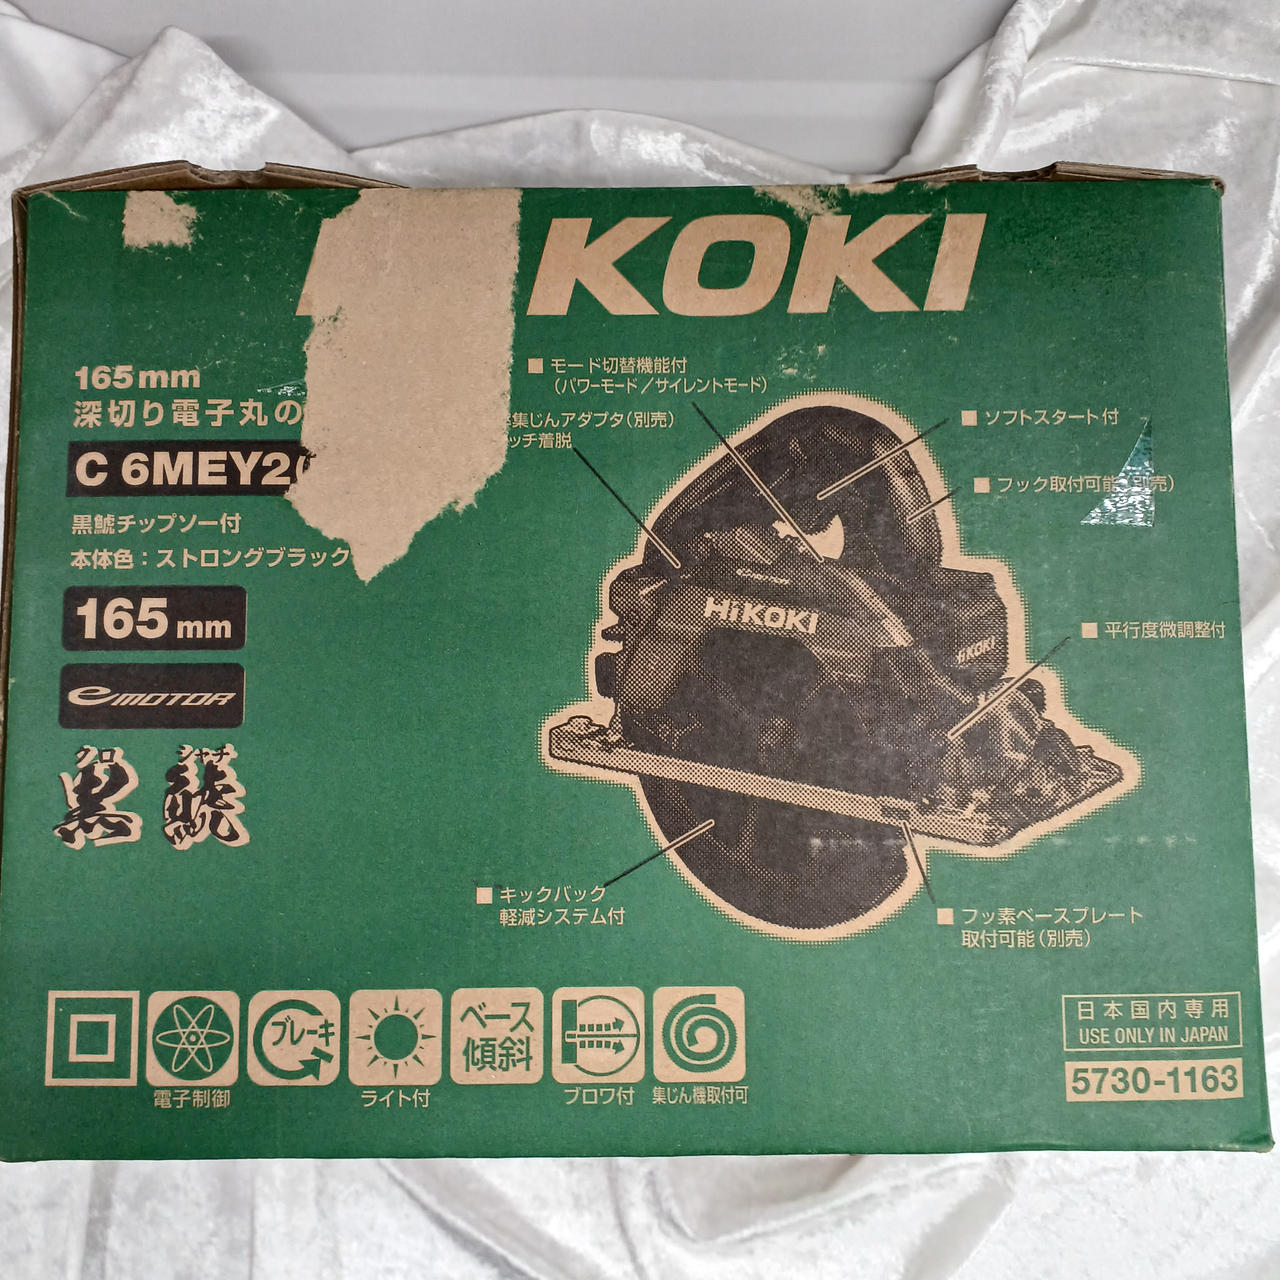 KOKI
165mm
深切り電子丸の
C 6MEY2
黒鯱チップソー付
本体色：ストロングブラック
165 mm
e MOTOR
クロ シャチ
黒鯱
■ モード切替機能付
（パワーモード／サイレントモード）
集じんアダプタ（別売）
ッチ着脱
■ ソフトスタート付
■ フック取付可能（別売）
■ 平行度微調整付
HiKOKI
HiKOKI
■ キックバック
軽減システム付
■ フッ素ベースプレート
取付可能（別売）
ブレーキ
ベース
傾斜
電子制御
ライト付
ブロワ付
集じん機取付可
日本国内専用
USE ONLY IN JAPAN
5730-1163